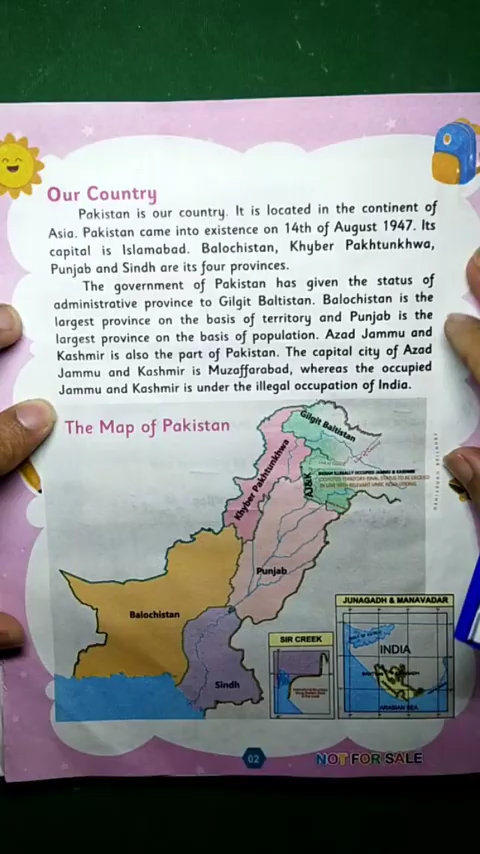 Our Country
Pakistan is our country. It is located in the continent of
Asia. Pakistan came into existence on 14th of August 1947. Its
capital is Islamabad. Balochistan, Khyber Pakhtunkhwa,
Punjab and Sindh are its four provinces.
The government of Pakistan has given the status of
administrative province to Gilgit Baltistan. Balochistan is the
largest province on the basis of territory and Punjab is the
largest province on the basis of population. Azad Jammu and
Kashmir is also the part of Pakistan. The capital city of Azad
Jammu and Kashmir is Muzaffarabad, whereas the occupied
Jammu and Kashmir is under the illegal occupation of India.
The Map of Pakistan
Gilgit Baltistan
Khyber Pakhtunkhwa
AJ&K
INDIAN ILLEGALLY OCCUPIED JAMMU & KASHMIR
Punjab
Balochistan
Sindh
SIR CREEK
JUNAGADH & MANAVADAR
INDIA
ARABIAN SEA
02
NOT FOR SALE